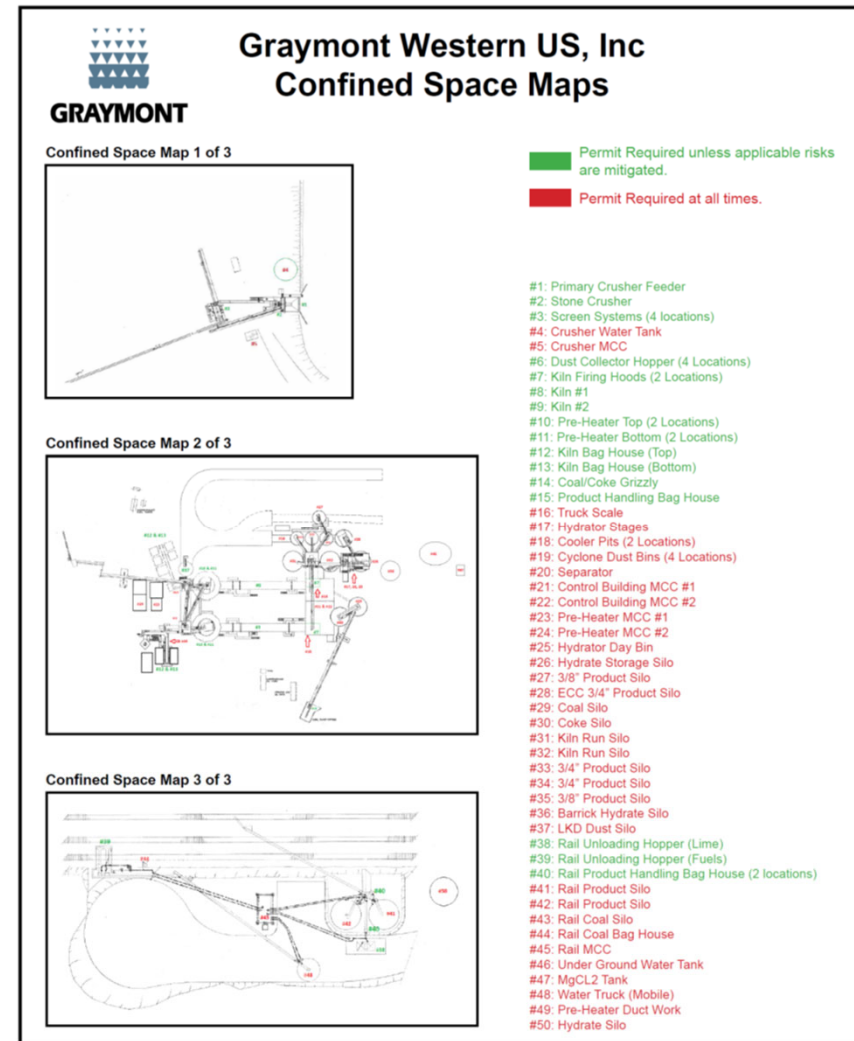 Graymont Western US, Inc
Confined Space Maps
GRAYMONT
Confined Space Map 1 of 3
Permit Required unless applicable risks
are mitigated.
Permit Required at all times.
#1: Primary Crusher Feeder
#2: Stone Crusher
#3: Screen Systems (4 locations)
#4: Crusher Water Tank
#5: Crusher MCC
#6: Dust Collector Hopper (4 Locations)
#7: Kiln Firing Hoods (2 Locations)
#8: Kiln #1
#9: Kiln #2
#10: Pre-Heater Top (2 Locations)
#11: Pre-Heater Bottom (2 Locations)
#12: Kiln Bag House (Top)
#13: Kiln Bag House (Bottom)
#14: Coal/Coke Grizzly
#15: Product Handling Bag House
#16: Truck Scale
#17: Hydrator Stages
#18: Cooler Pits (2 Locations)
#19: Cyclone Dust Bins (4 Locations)
#20: Separator
#21: Control Building MCC #1
#22: Control Building MCC #2
#23: Pre-Heater MCC #1
#24: Pre-Heater MCC #2
#25: Hydrator Day Bin
#26: Hydrate Storage Silo
#27: 3/8" Product Silo
#28: ECC 3/4" Product Silo
#29: Coal Silo
#30: Coke Silo
#31: Kiln Run Silo
#32: Kiln Run Silo
#33: 3/4" Product Silo
#34: 3/4" Product Silo
#35: 3/8" Product Silo
#36: Barrick Hydrate Silo
#37: LKD Dust Silo
#38: Rail Unloading Hopper (Lime)
#39: Rail Unloading Hopper (Fuels)
#40: Rail Product Handling Bag House (2 locations)
#41: Rail Product Silo
#42: Rail Product Silo
#43: Rail Coal Silo
#44: Rail Coal Bag House
#45: Rail MCC
#46: Under Ground Water Tank
#47: MgCL2 Tank
#48: Water Truck (Mobile)
#49: Pre-Heater Duct Work
#50: Hydrate Silo
Confined Space Map 2 of 3
Confined Space Map 3 of 3